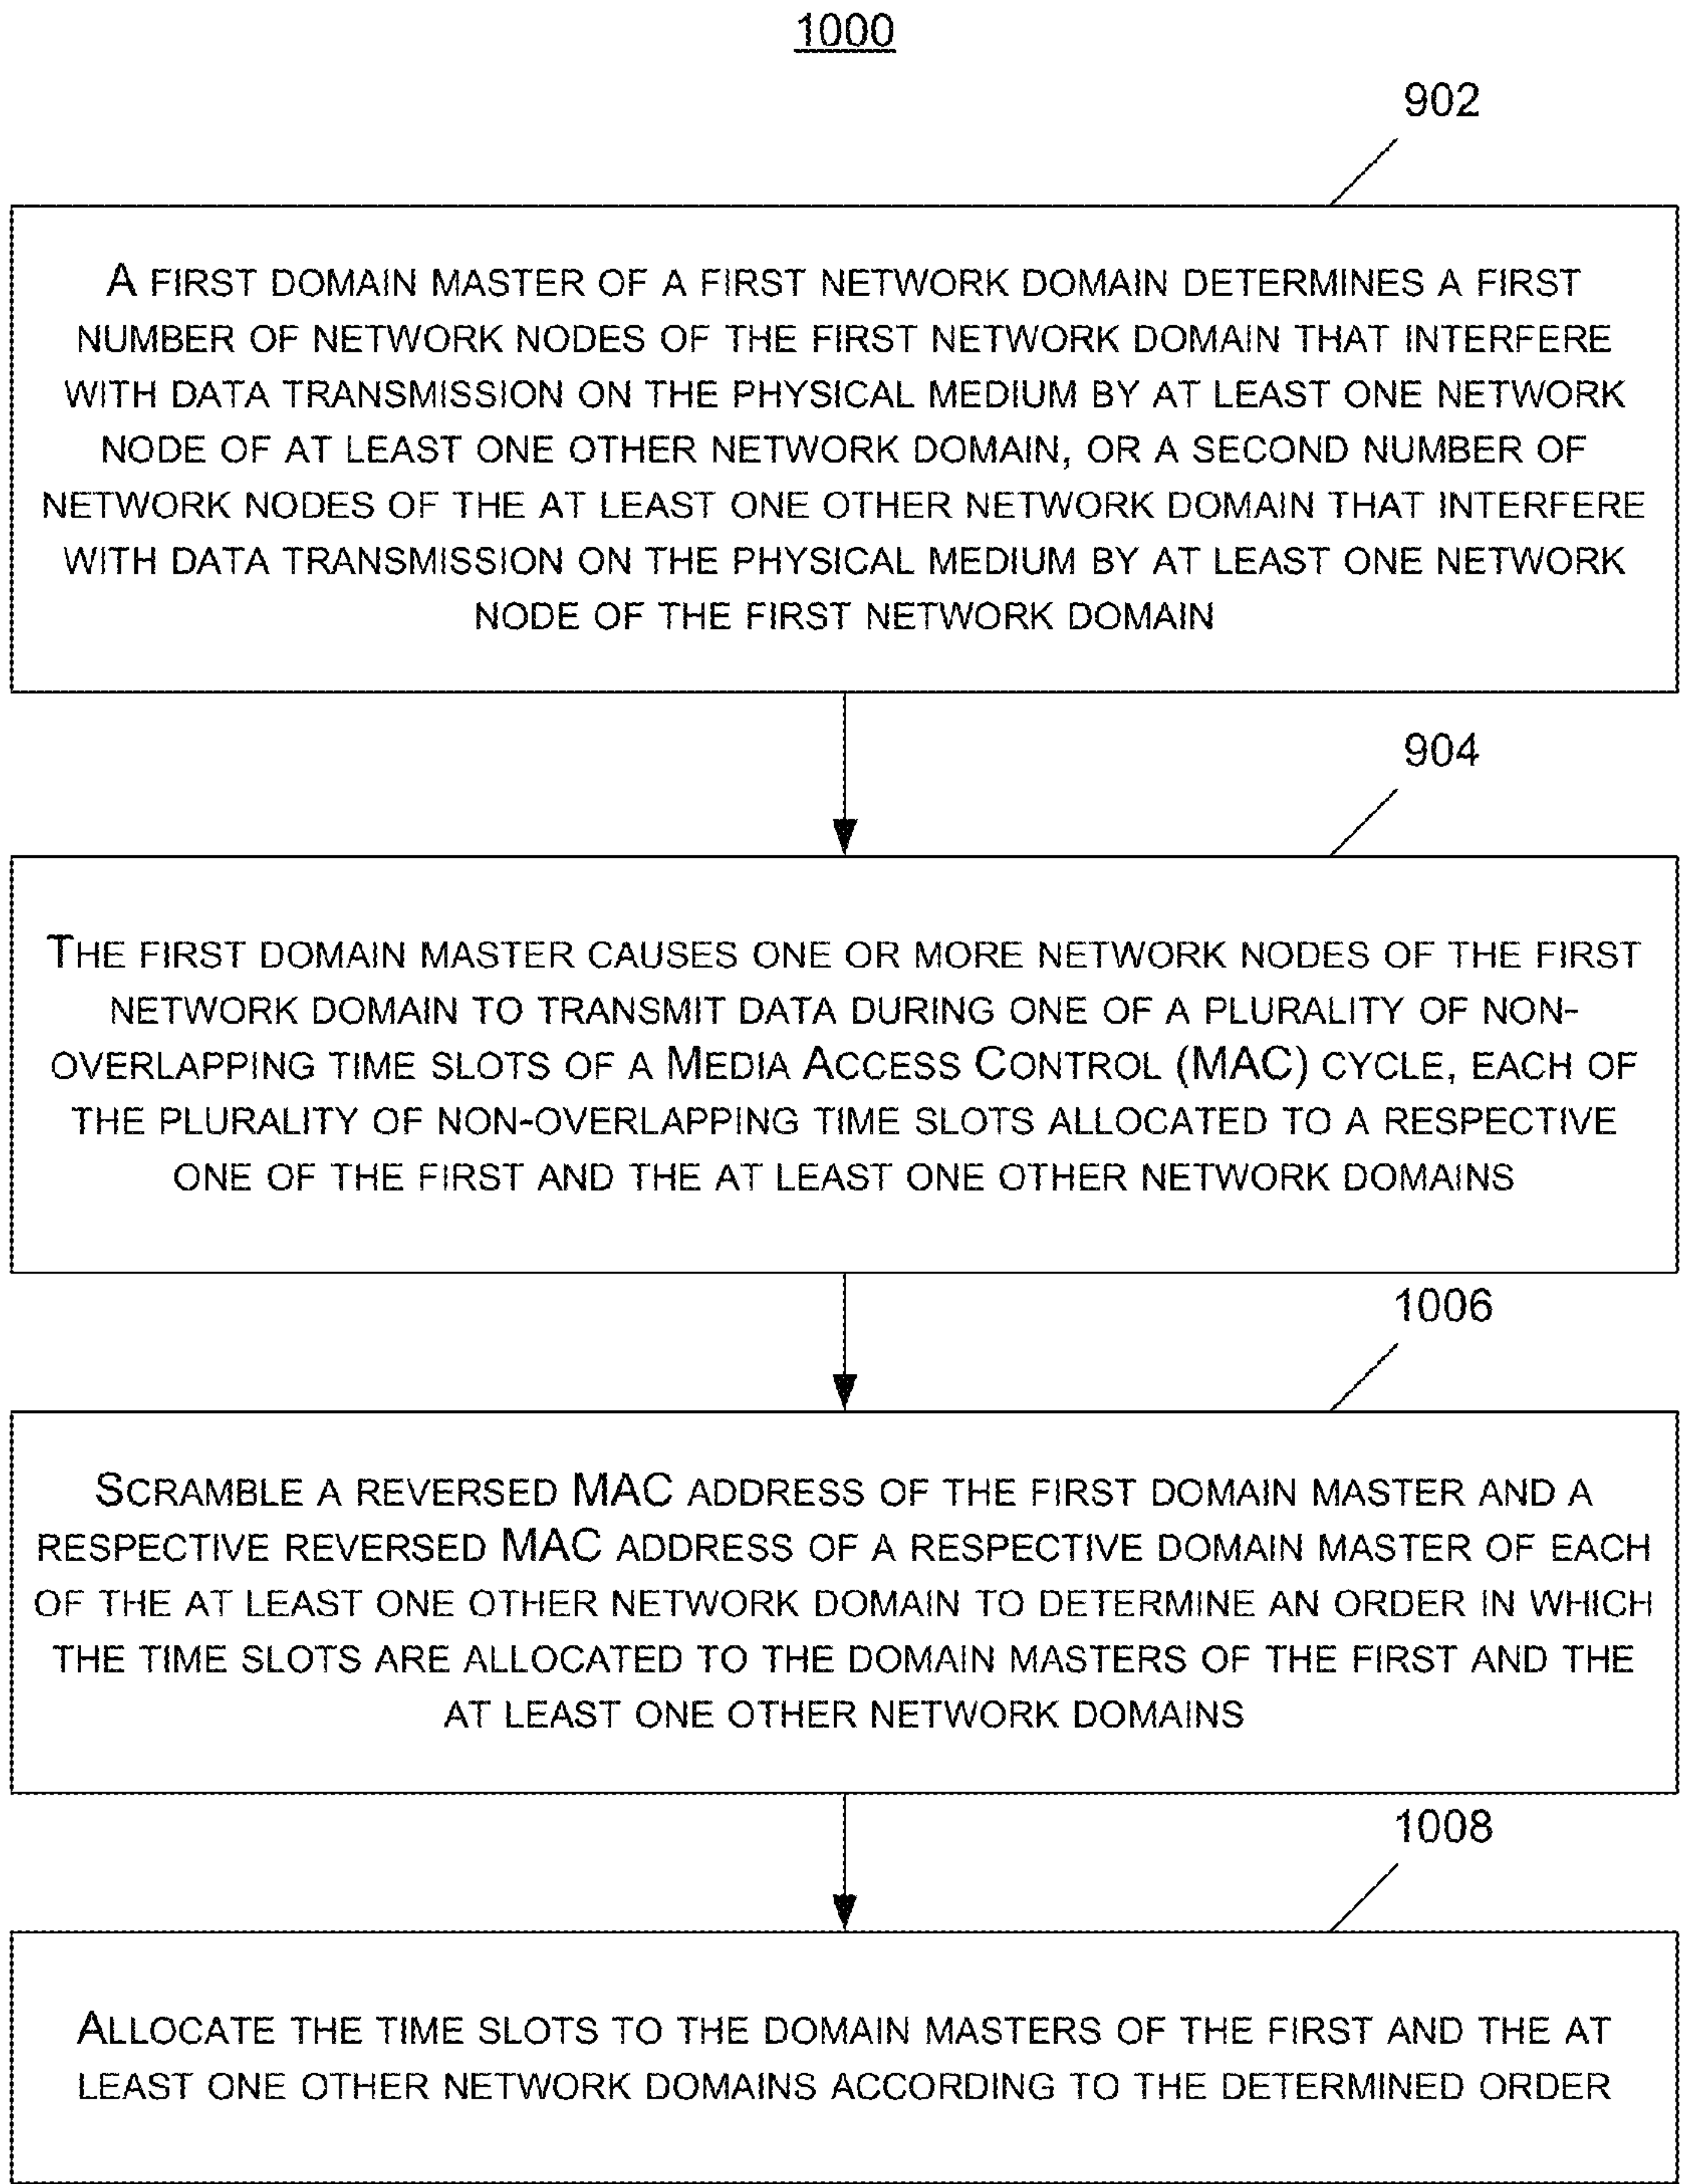 1000
902
A FIRST DOMAIN MASTER OF A FIRST NETWORK DOMAIN DETERMINES A FIRST
NUMBER OF NETWORK NODES OF THE FIRST NETWORK DOMAIN THAT INTERFERE
WITH DATA TRANSMISSION ON THE PHYSICAL MEDIUM BY AT LEAST ONE NETWORK
NODE OF AT LEAST ONE OTHER NETWORK DOMAIN, OR A SECOND NUMBER OF
NETWORK NODES OF THE AT LEAST ONE OTHER NETWORK DOMAIN THAT INTERFERE
WITH DATA TRANSMISSION ON THE PHYSICAL MEDIUM BY AT LEAST ONE NETWORK
NODE OF THE FIRST NETWORK DOMAIN
904
THE FIRST DOMAIN MASTER CAUSES ONE OR MORE NETWORK NODES OF THE FIRST
NETWORK DOMAIN TO TRANSMIT DATA DURING ONE OF A PLURALITY OF NON-
OVERLAPPING TIME SLOTS OF A MEDIA ACCESS CONTROL (MAC) CYCLE, EACH OF
THE PLURALITY OF NON-OVERLAPPING TIME SLOTS ALLOCATED TO A RESPECTIVE
ONE OF THE FIRST AND THE AT LEAST ONE OTHER NETWORK DOMAINS
1006
SCRAMBLE A REVERSED MAC ADDRESS OF THE FIRST DOMAIN MASTER AND A
RESPECTIVE REVERSED MAC ADDRESS OF A RESPECTIVE DOMAIN MASTER OF EACH
OF THE AT LEAST ONE OTHER NETWORK DOMAIN TO DETERMINE AN ORDER IN WHICH
THE TIME SLOTS ARE ALLOCATED TO THE DOMAIN MASTERS OF THE FIRST AND THE
AT LEAST ONE OTHER NETWORK DOMAINS
1008
ALLOCATE THE TIME SLOTS TO THE DOMAIN MASTERS OF THE FIRST AND THE AT
LEAST ONE OTHER NETWORK DOMAINS ACCORDING TO THE DETERMINED ORDER